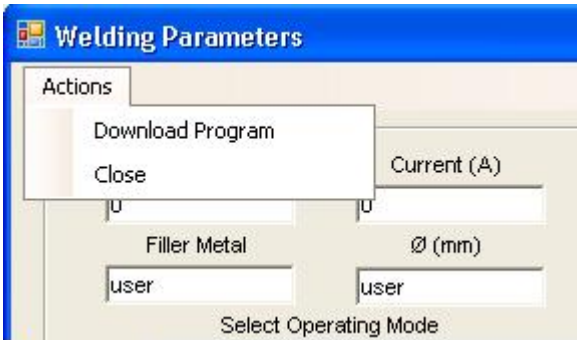 Welding Parameters
Actions
Download Program
Close
Current (A)
0 0
Filler Metal Ø (mm)
user user
Select Operating Mode